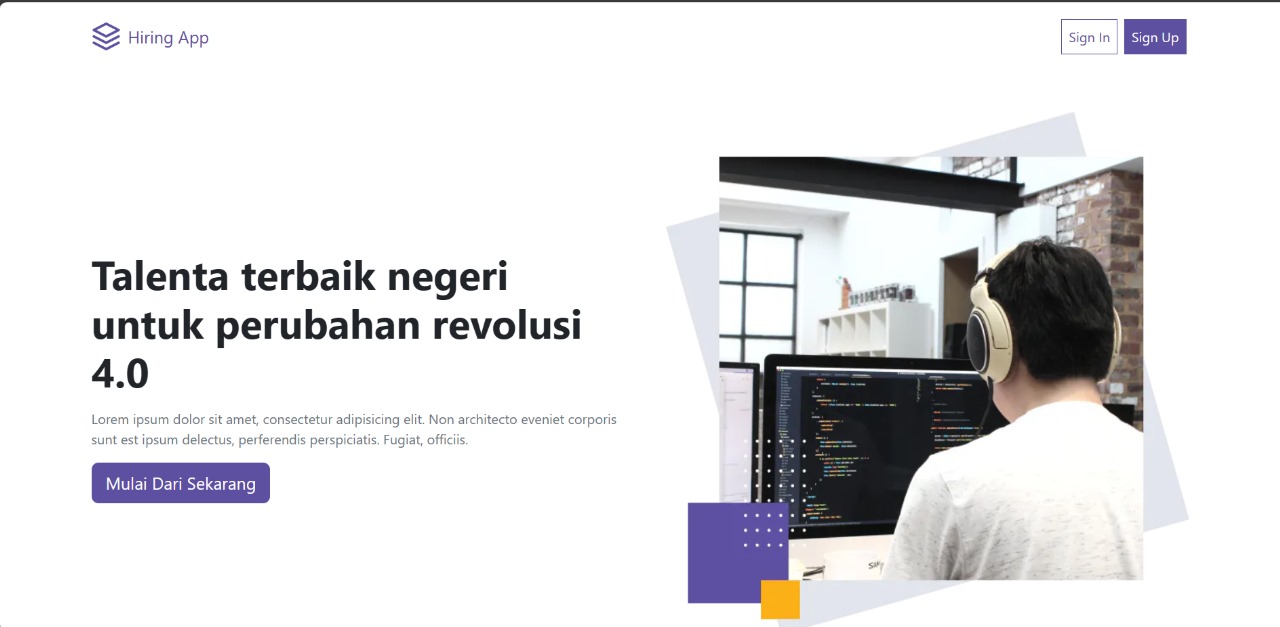 Hiring App
Sign In
Sign Up
Talenta terbaik negeri
untuk perubahan revolusi
4.0
Lorem ipsum dolor sit amet, consectetur adipisicing elit. Non architecto eveniet corporis
sunt est ipsum delectus, perferendis perspiciatis. Fugiat, officiis.
Mulai Dari Sekarang